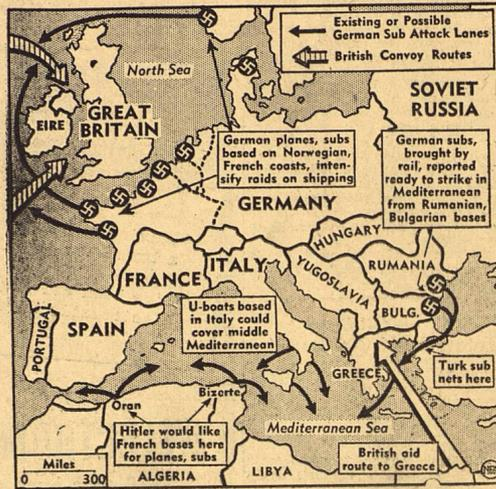 Existing or Possible
German Sub Attack Lanes
British Convoy Routes
North Sea
SOVIET
RUSSIA
EIRE
GREAT
BRITAIN
German planes, subs
based on Norwegian,
French coasts, inten-
sify raids on shipping
German subs,
brought by
rail, reported
ready to strike in
Mediterranean
from Rumanian,
Bulgarian bases
GERMANY
HUNGARY
FRANCE
ITALY
YUGOSLAVIA
RUMANIA
U-boats based
in Italy could
cover middle
Mediterranean
BULG.
PORTUGAL
SPAIN
GREECE
Turk sub
nets here
Oran
Bizerte
Hitler would like
French bases here
for planes, subs
Mediterranean Sea
British aid
route to Greece
Miles
0 300
ALGERIA
LIBYA